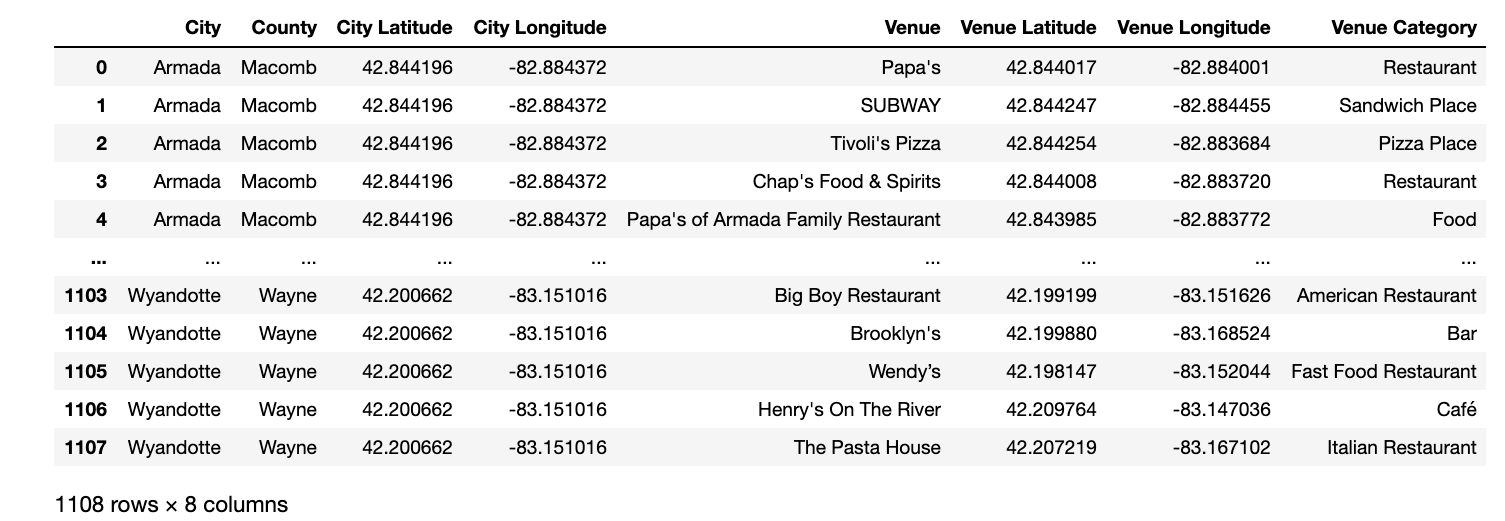 City County City Latitude City Longitude Venue Venue Latitude Venue Longitude Venue Category
0 Armada Macomb 42.844196 -82.884372 Papa's 42.844017 -82.884001 Restaurant
1 Armada Macomb 42.844196 -82.884372 SUBWAY 42.844247 -82.884455 Sandwich Place
2 Armada Macomb 42.844196 -82.884372 Tivoli's Pizza 42.844254 -82.883684 Pizza Place
3 Armada Macomb 42.844196 -82.884372 Chap's Food & Spirits 42.844008 -82.883720 Restaurant
4 Armada Macomb 42.844196 -82.884372 Papa's of Armada Family Restaurant 42.843985 -82.883772 Food
... ... ... ... ... ... ... ... ...
1103 Wyandotte Wayne 42.200662 -83.151016 Big Boy Restaurant 42.199199 -83.151626 American Restaurant
1104 Wyandotte Wayne 42.200662 -83.151016 Brooklyn's 42.199880 -83.168524 Bar
1105 Wyandotte Wayne 42.200662 -83.151016 Wendy’s 42.198147 -83.152044 Fast Food Restaurant
1106 Wyandotte Wayne 42.200662 -83.151016 Henry's On The River 42.209764 -83.147036 Café
1107 Wyandotte Wayne 42.200662 -83.151016 The Pasta House 42.207219 -83.167102 Italian Restaurant
1108 rows × 8 columns